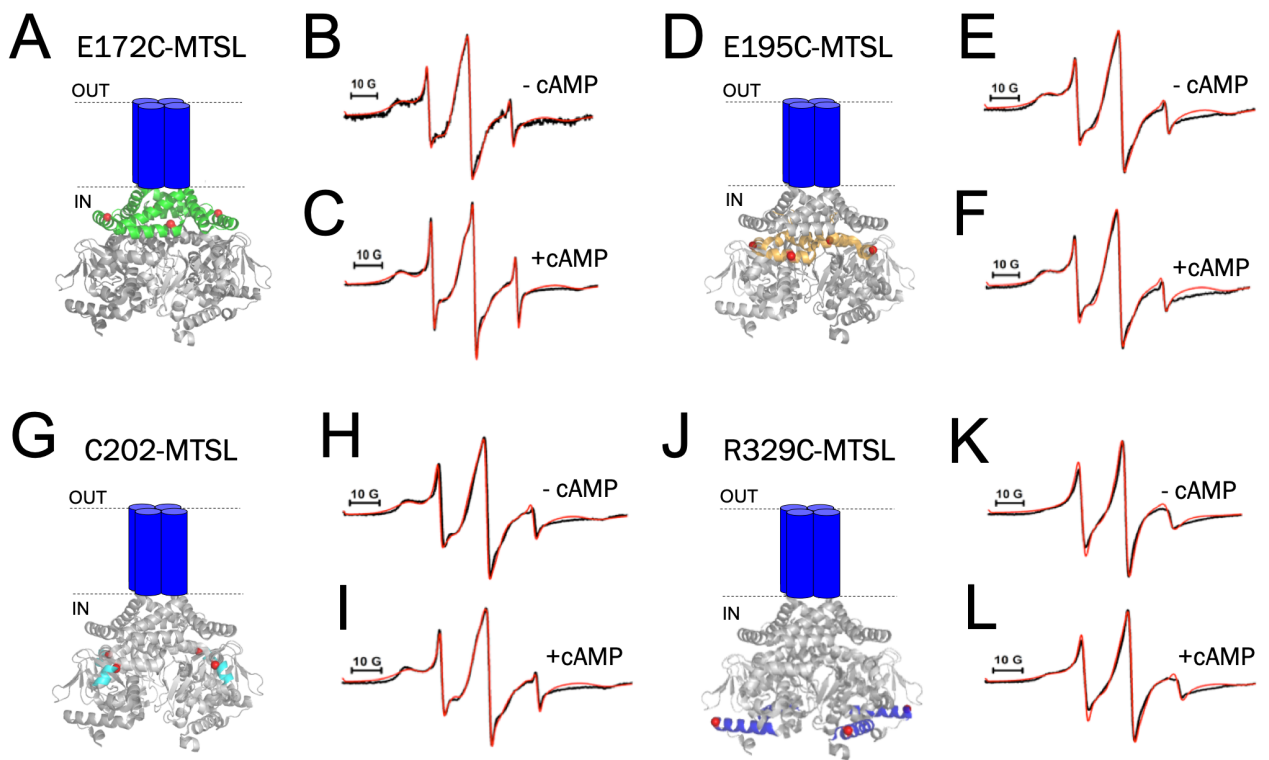 A
E172C-MTSL
OUT
IN
B
10 G
- cAMP
C
10 G
+cAMP
D
E195C-MTSL
OUT
IN
E
10 G
- cAMP
F
10 G
+cAMP
G
C202-MTSL
OUT
IN
H
10 G
- cAMP
I
10 G
+cAMP
J
R329C-MTSL
OUT
IN
K
10 G
- cAMP
L
10 G
+cAMP